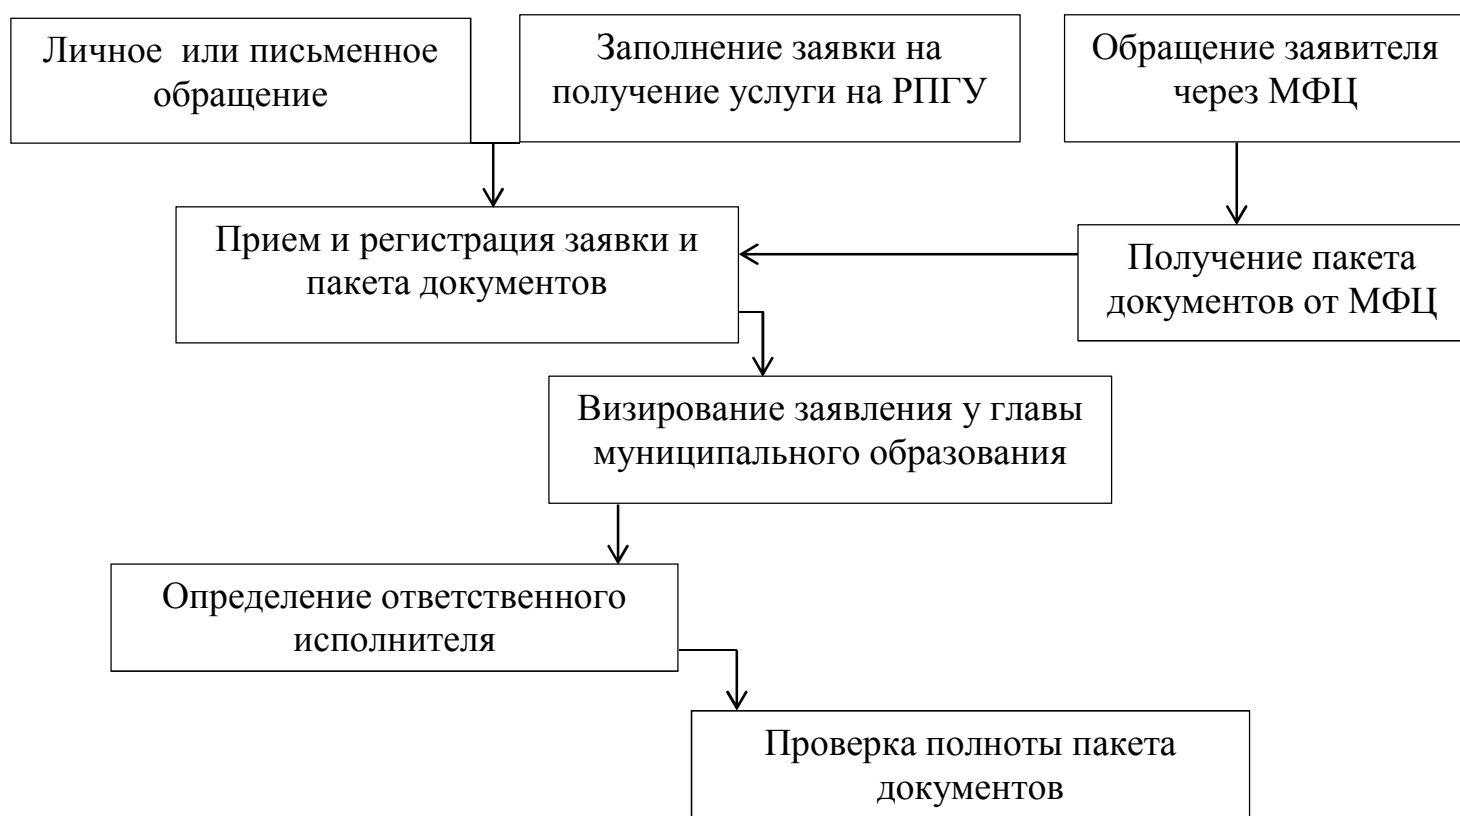 Личное или письменное
обращение
Заполнение заявки на
получение услуги на РПГУ
Обращение заявителя
через МФЦ
Прием и регистрация заявки и
пакета документов
Получение пакета
документов от МФЦ
Визирование заявления у главы
муниципального образования
Определение ответственного
исполнителя
Проверка полноты пакета
документов